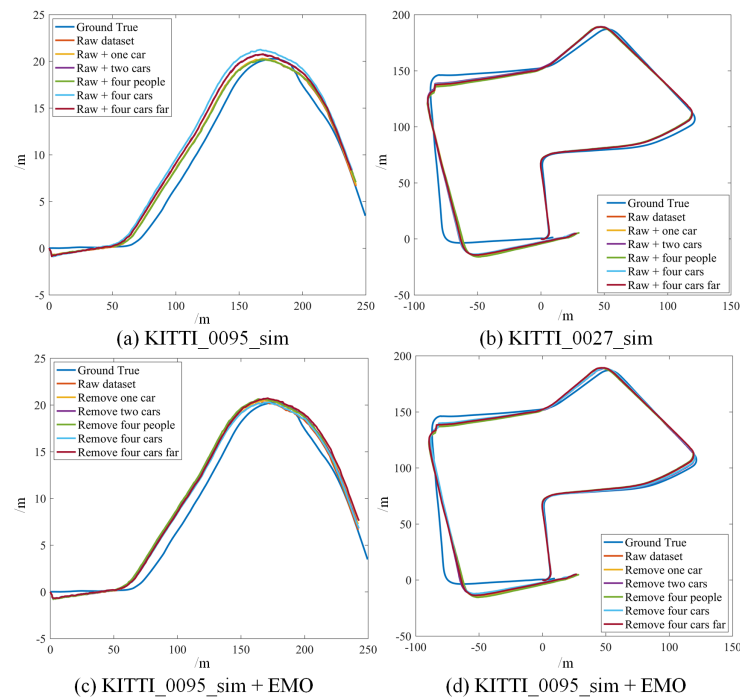 25
20
15
10
5
0
-5
/m
0
50
100
150
200
250
/m
Ground True
Raw dataset
Raw + one car
Raw + two cars
Raw + four people
Raw + four cars
Raw + four cars far
(a) KITTI_0095_sim
200
150
100
50
0
-50
/m
-100
-50
0
50
100
150
/m
Ground True
Raw dataset
Raw + one car
Raw + two cars
Raw + four people
Raw + four cars
Raw + four cars far
(b) KITTI_0027_sim
25
20
15
10
5
0
-5
/m
0
50
100
150
200
250
/m
Ground True
Raw dataset
Remove one car
Remove two cars
Remove four people
Remove four cars
Remove four cars far
(c) KITTI_0095_sim + EMO
200
150
100
50
0
-50
/m
-100
-50
0
50
100
150
/m
Ground True
Raw dataset
Remove one car
Remove two cars
Remove four people
Remove four cars
Remove four cars far
(d) KITTI_0095_sim + EMO